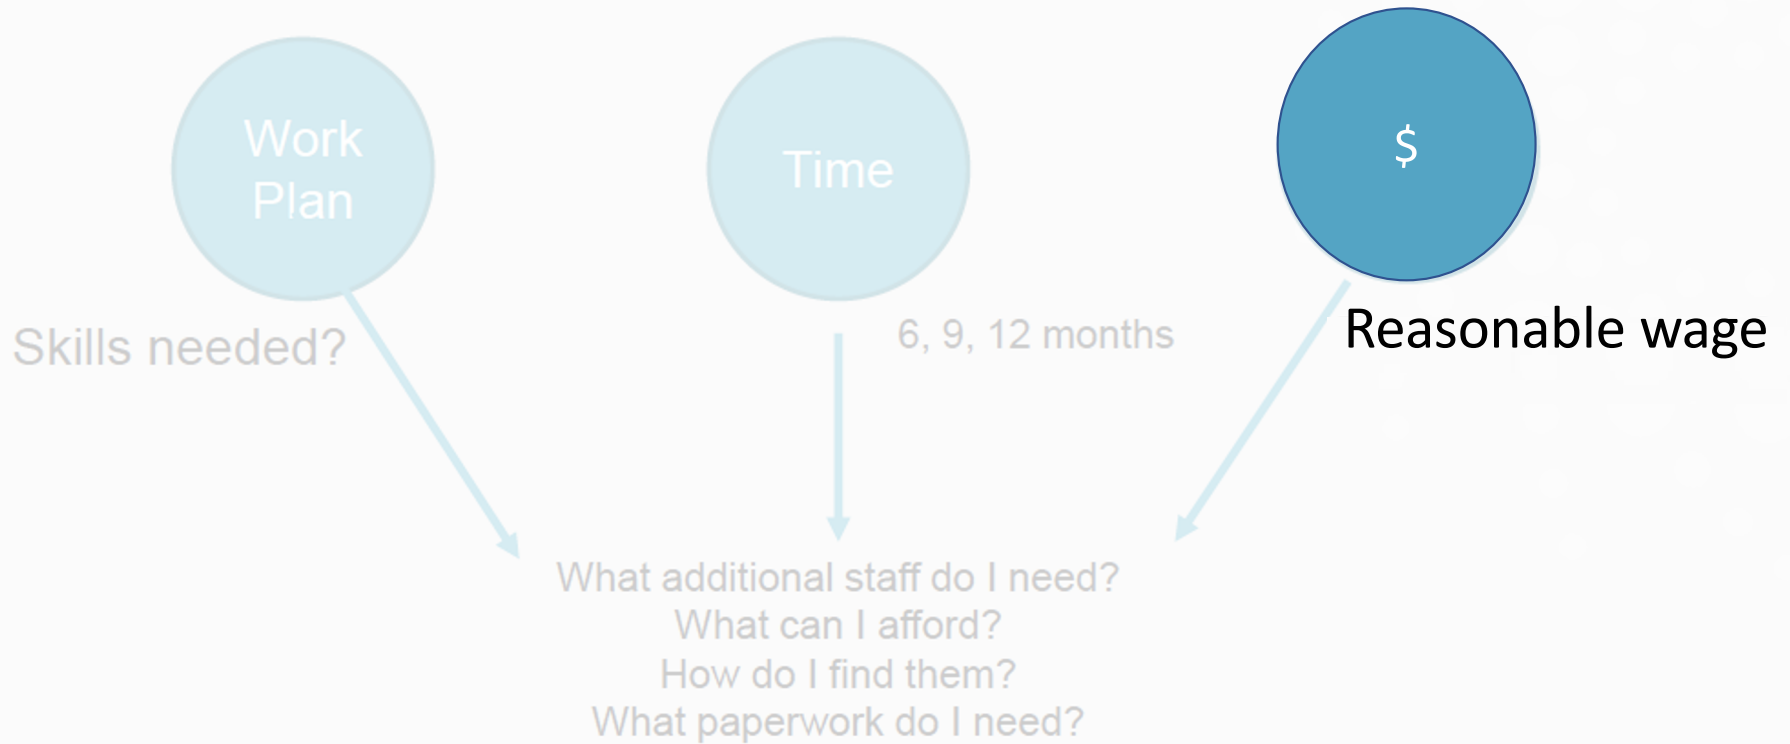 Work
Plan
Time
$
Skills needed?
6, 9, 12 months
Reasonable wage
What additional staff do I need?
What can I afford?
How do I find them?
What paperwork do I need?